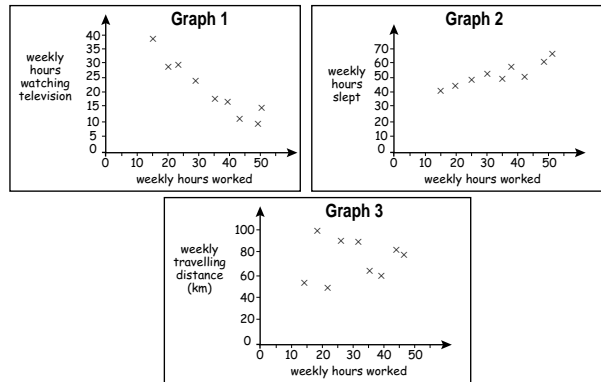 Graph 1
weekly
hours
watching
television
40
35
30
25
20
15
10
5
0
0 10 20 30 40 50
weekly hours worked
Graph 2
weekly
hours
slept
70
60
50
40
30
20
10
0
0 10 20 30 40 50
weekly hours worked
Graph 3
weekly
travelling
distance
(km)
100
80
60
40
20
0
0 10 20 30 40 50
weekly hours worked